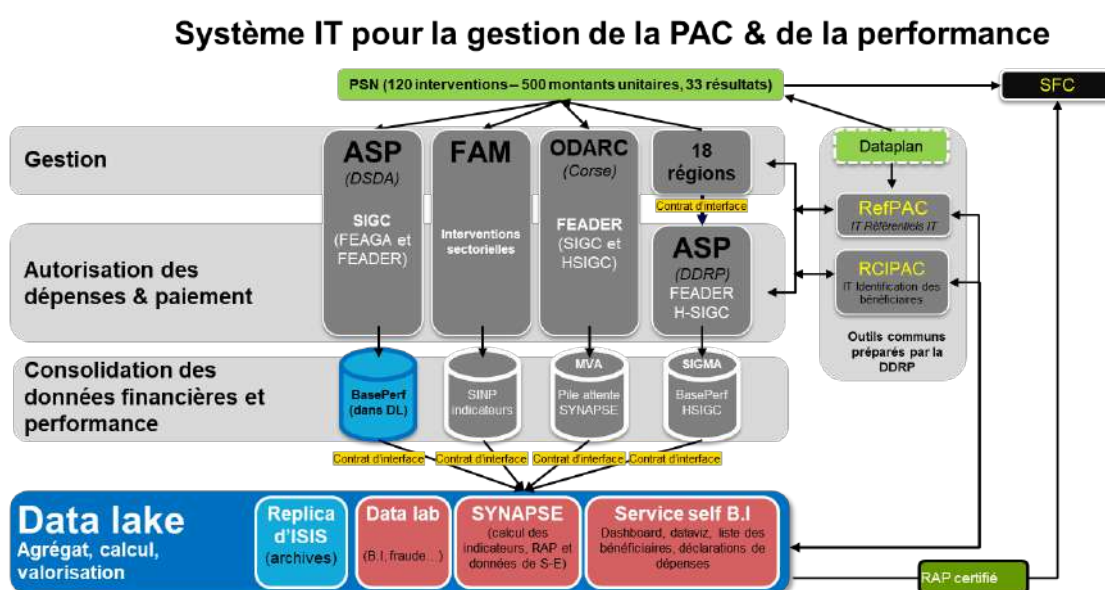 Système IT pour la gestion de la PAC & de la performance
PSN (120 interventions – 500 montants unitaires, 33 résultats)
SFC
Gestion
ASP
(DSDA)
SIGC
(FEAGA et
FEADER)
FAM
Interventions
sectorielles
ODARC
(Corse)
FEADER
(SIGC et
HSIGC)
18
régions
Contrat d'interface
ASP
(DDRP)
FEADER
H-SIGC
Dataplan
RefPAC
IT Référentiels IT
RCIPAC
IT Identification des
bénéficiaires
Outils communs
préparés par la
DDRP
Autorisation des
dépenses & paiement
Consolidation des
données financières et
performance
BasePerf
(dans DL)
SINP
indicateurs
MVA
Pile attente
SYNAPSE
SIGMA
BasePerf
HSIGC
Contrat d'interface
Contrat d'interface
Contrat d'interface
Contrat d'interface
Data lake
Agrégat, calcul,
valorisation
Replica
d'ISIS
(archives)
Data lab
(B.I, fraude...)
SYNAPSE
(calcul des
indicateurs, RAP et
données de S-E)
Service self B.I
Dashboard, dataviz, liste des
bénéficiaires, déclarations de
dépenses
RAP certifié